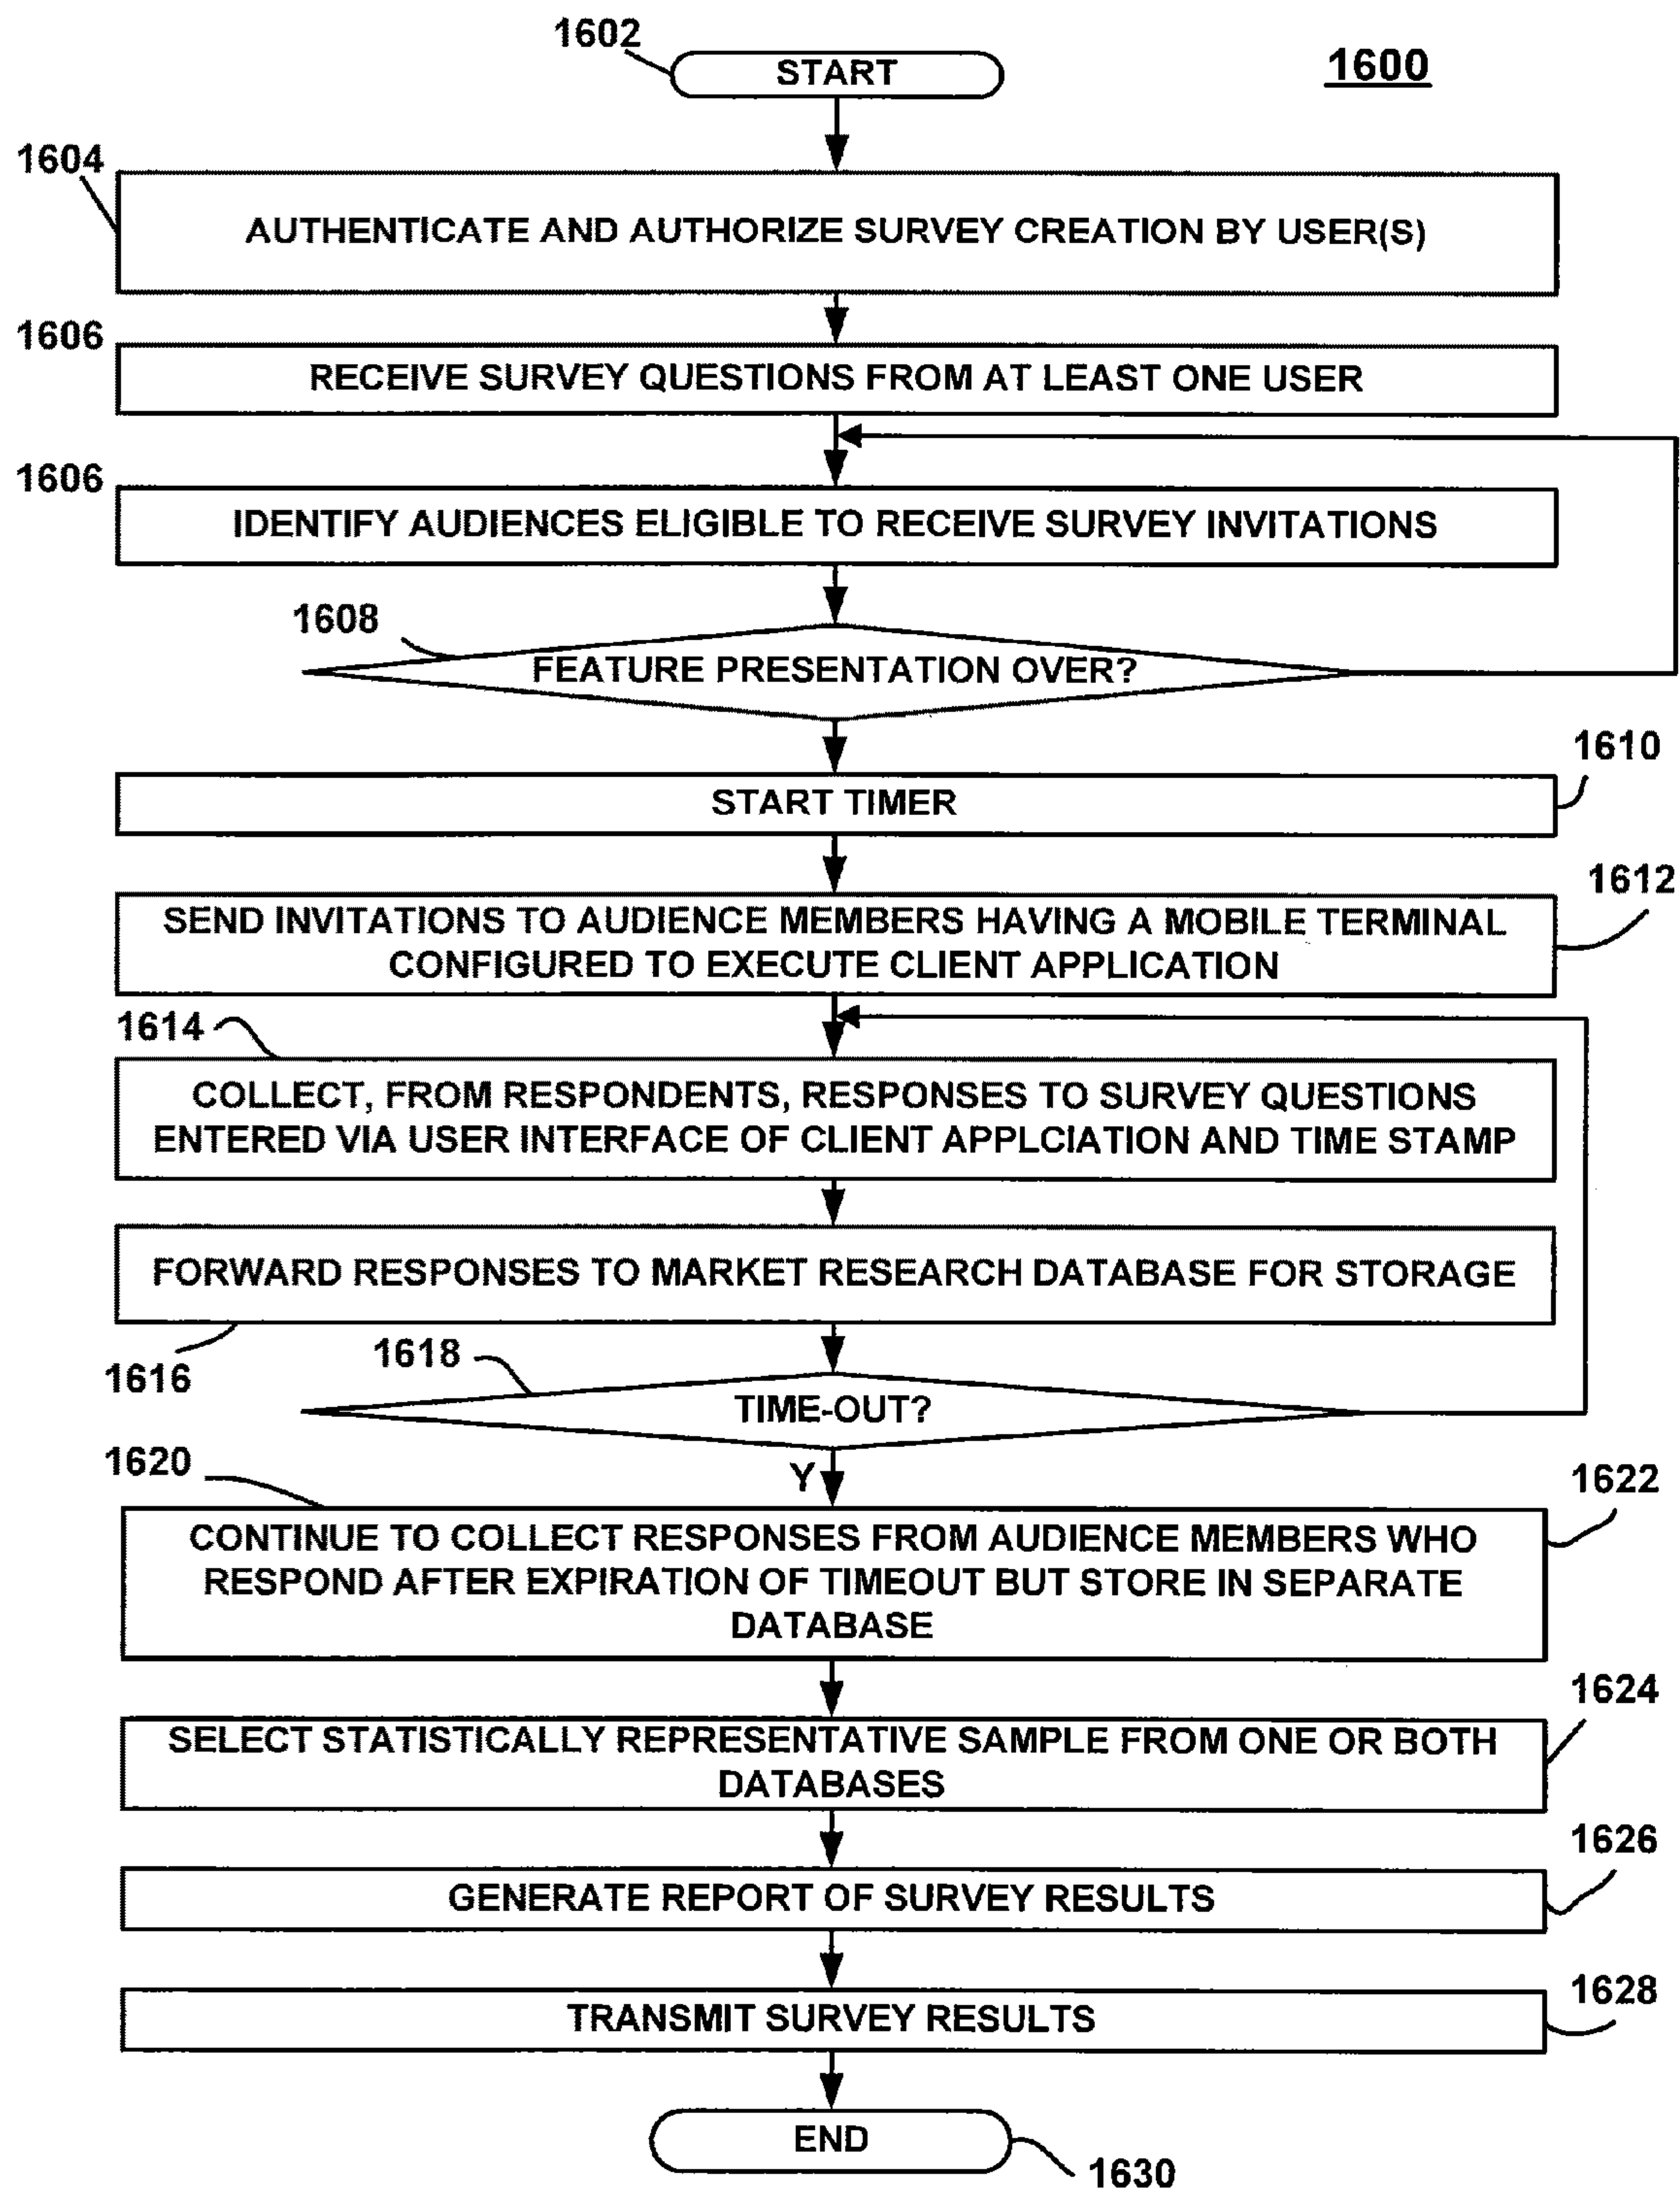 1602
START
1600
1604
AUTHENTICATE AND AUTHORIZE SURVEY CREATION BY USER(S)
1606
RECEIVE SURVEY QUESTIONS FROM AT LEAST ONE USER
1606
IDENTIFY AUDIENCES ELIGIBLE TO RECEIVE SURVEY INVITATIONS
1608
FEATURE PRESENTATION OVER?
1610
START TIMER
1612
SEND INVITATIONS TO AUDIENCE MEMBERS HAVING A MOBILE TERMINAL
CONFIGURED TO EXECUTE CLIENT APPLICATION
1614
COLLECT, FROM RESPONDENTS, RESPONSES TO SURVEY QUESTIONS
ENTERED VIA USER INTERFACE OF CLIENT APPLCIATION AND TIME STAMP
FORWARD RESPONSES TO MARKET RESEARCH DATABASE FOR STORAGE
1616
1618
TIME-OUT?
Y
1620
1622
CONTINUE TO COLLECT RESPONSES FROM AUDIENCE MEMBERS WHO
RESPOND AFTER EXPIRATION OF TIMEOUT BUT STORE IN SEPARATE
DATABASE
1624
SELECT STATISTICALLY REPRESENTATIVE SAMPLE FROM ONE OR BOTH
DATABASES
1626
GENERATE REPORT OF SURVEY RESULTS
1628
TRANSMIT SURVEY RESULTS
END
1630